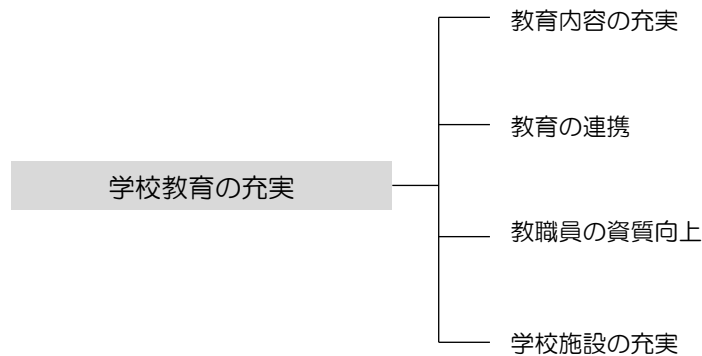 学校教育の充実
教育内容の充実
教育の連携
教職員の資質向上
学校施設の充実